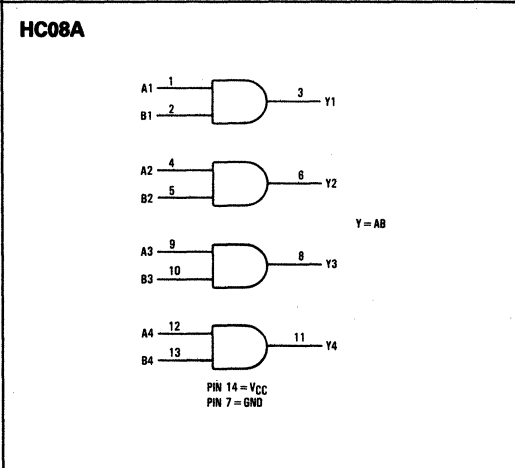 HC08A
A1 1
B1 2
3 Y1
A2 4
B2 5
6 Y2
Y = AB
A3 9
B3 10
8 Y3
A4 12
B4 13
11 Y4
PIN 14 = VCC
PIN 7 = GND